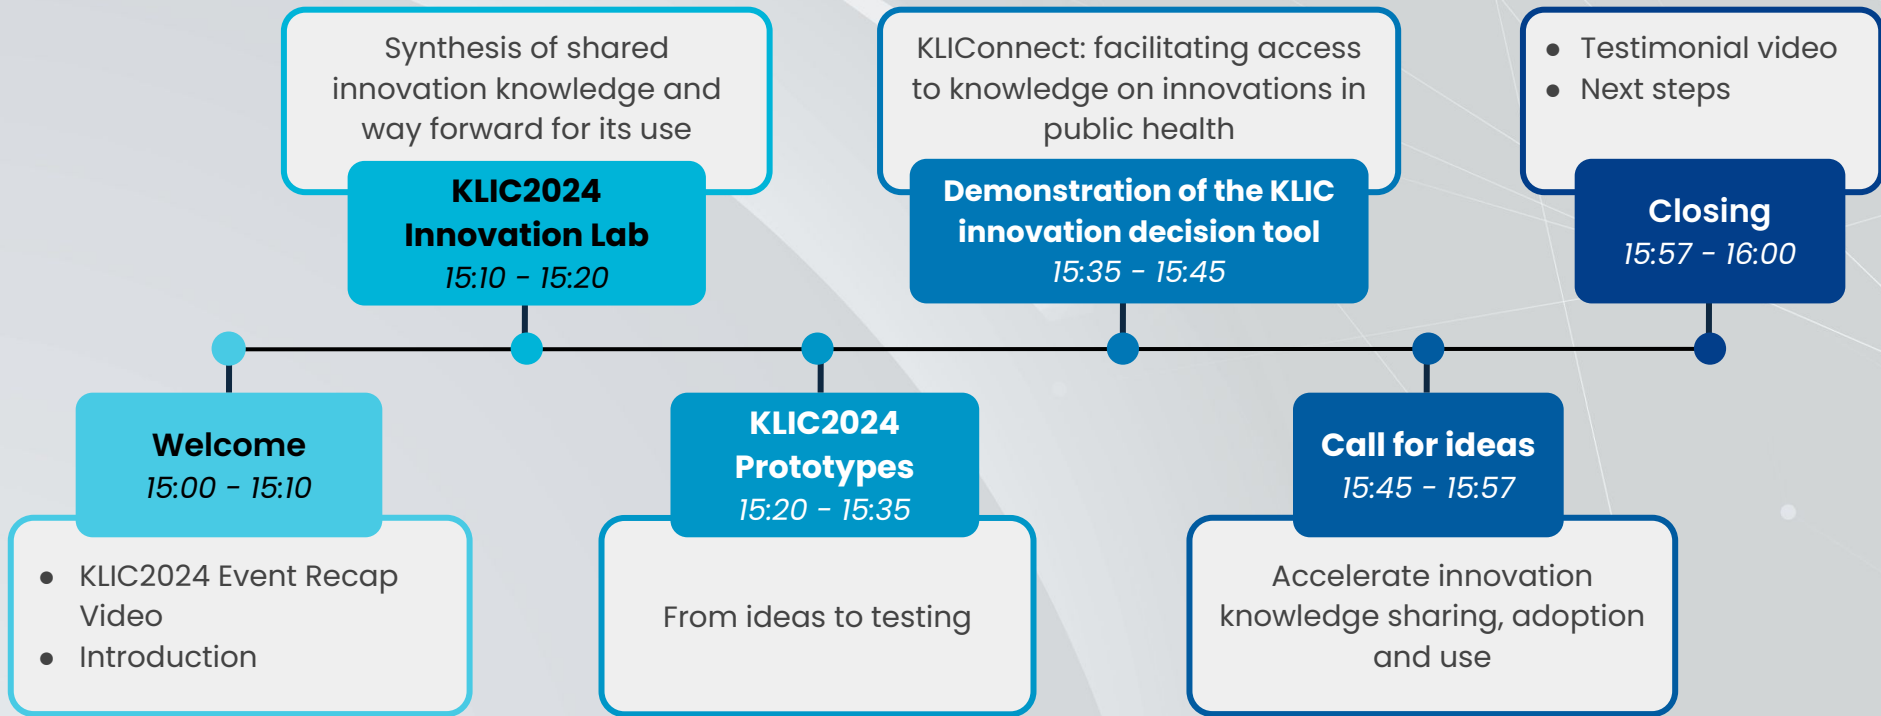 Synthesis of shared
innovation knowledge and
way forward for its use
KLIC2024
Innovation Lab
15:10 - 15:20
KLIConnect: facilitating access
to knowledge on innovations in
public health
Demonstration of the KLIC
innovation decision tool
15:35 - 15:45
● Testimonial video
● Next steps
Closing
15:57 - 16:00
Welcome
15:00 - 15:10
● KLIC2024 Event Recap
Video
● Introduction
KLIC2024
Prototypes
15:20 - 15:35
From ideas to testing
Call for ideas
15:45 - 15:57
Accelerate innovation
knowledge sharing, adoption
and use